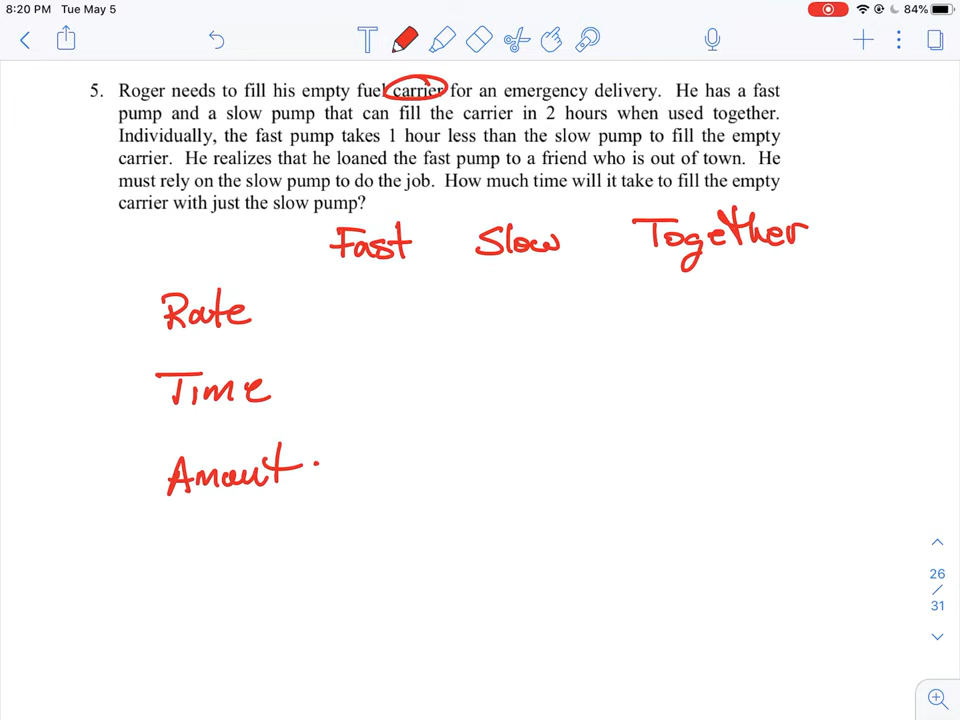 8:20 PM Tue May 5
84%
5. Roger needs to fill his empty fuel carrier for an emergency delivery. He has a fast
pump and a slow pump that can fill the carrier in 2 hours when used together.
Individually, the fast pump takes 1 hour less than the slow pump to fill the empty
carrier. He realizes that he loaned the fast pump to a friend who is out of town. He
must rely on the slow pump to do the job. How much time will it take to fill the empty
carrier with just the slow pump?
Fast Slow Together
Rate
Time
Amout
26
/
31